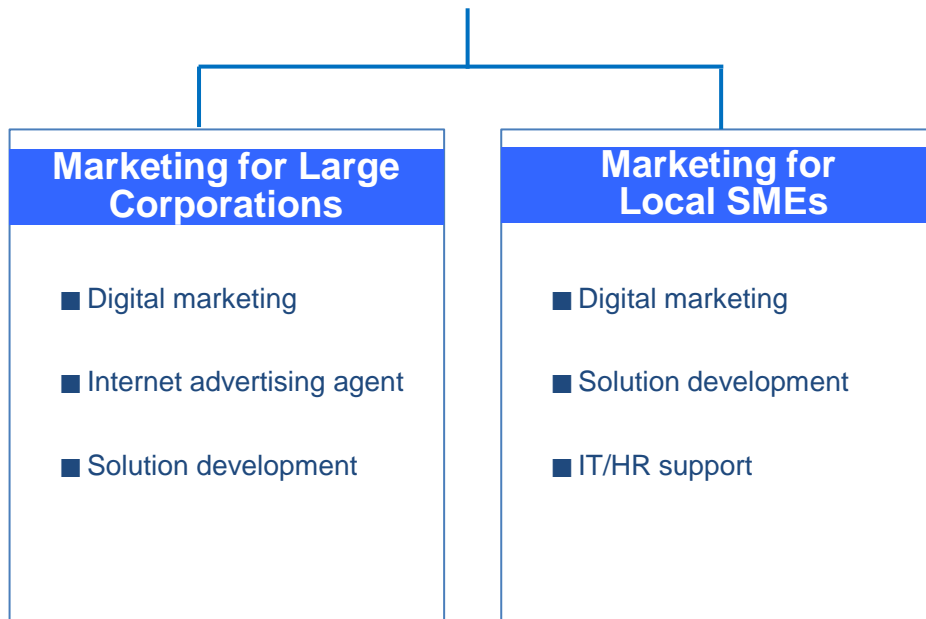 Marketing for Large
Corporations
■ Digital marketing
■ Internet advertising agent
■ Solution development
Marketing for
Local SMEs
■ Digital marketing
■ Solution development
■ IT/HR support